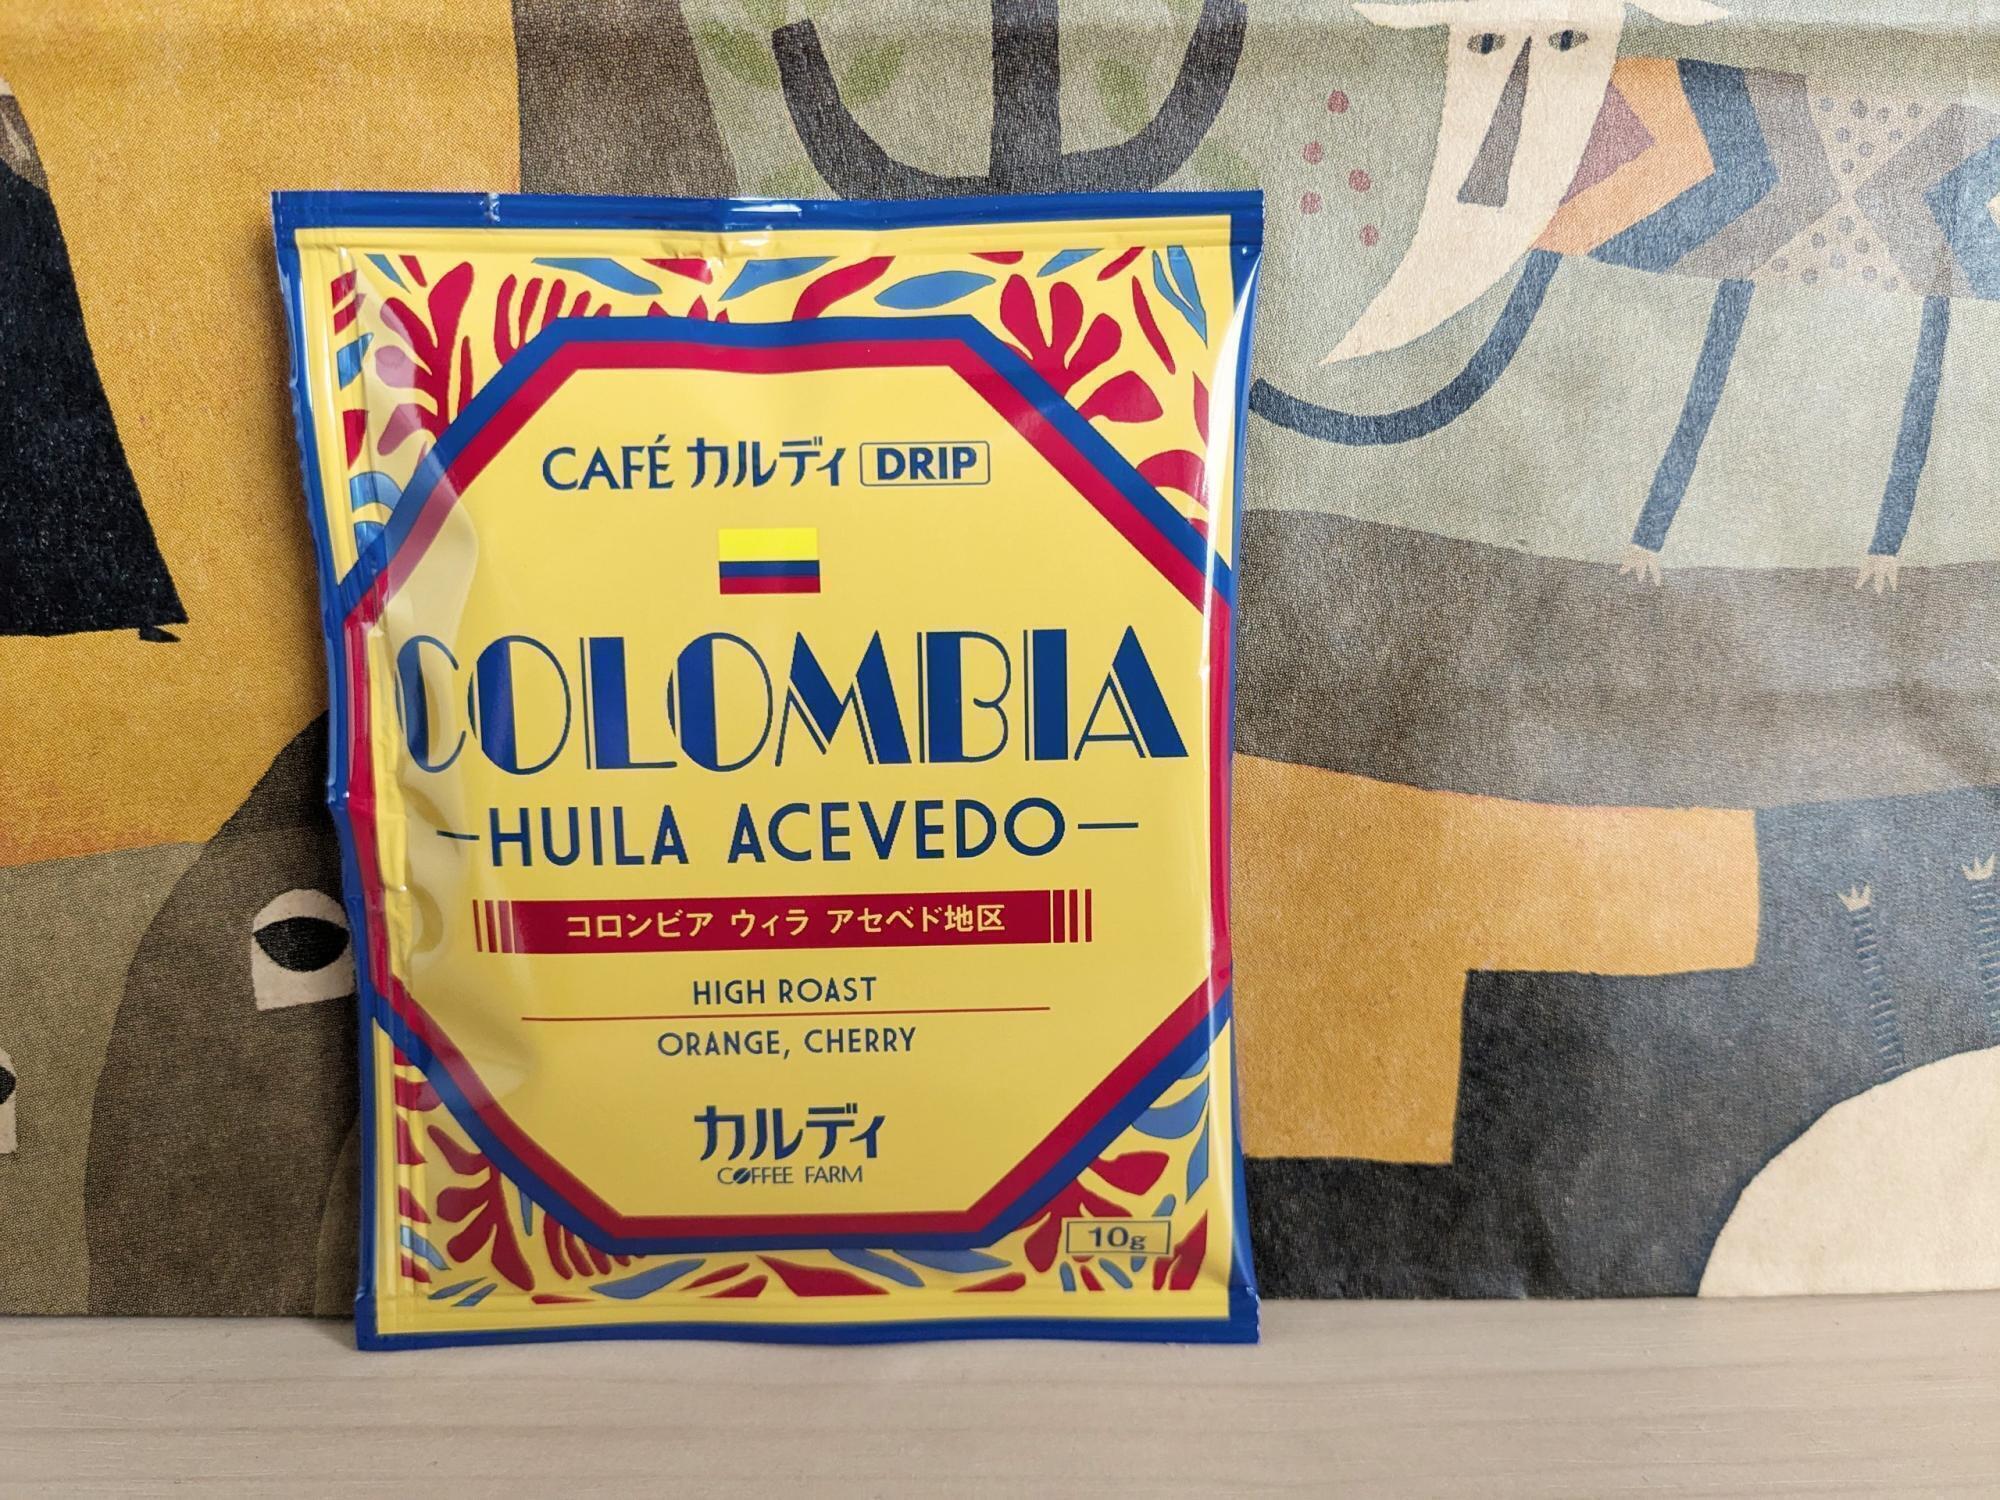 CAFÉ カルディ DRIP
COLOMBIA
HUILA ACEVEDO
コロンビア ウィラ アセベド地区
HIGH ROAST
ORANGE, CHERRY
カルディ
COFFEE FARM
10g